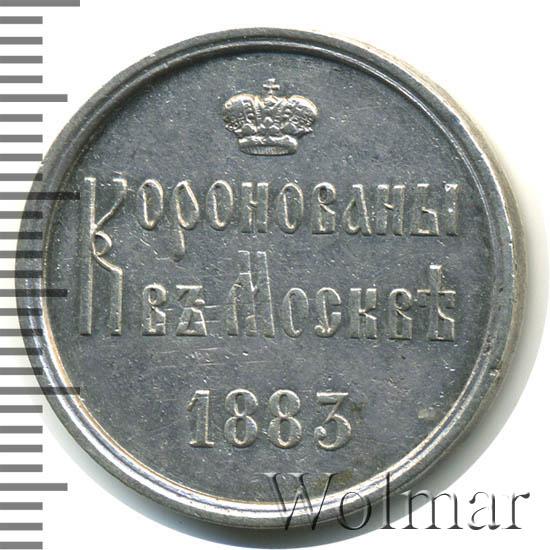 Коронованы
въ Москвѣ
1883
Wolmar